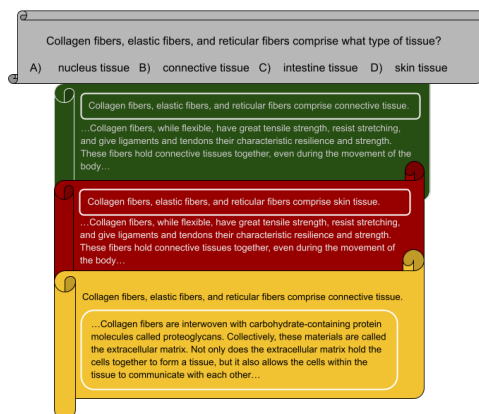 Collagen fibers, elastic fibers, and reticular fibers comprise what type of tissue?
A) nucleus tissue B) connective tissue C) intestine tissue D) skin tissue
Collagen fibers, elastic fibers, and reticular fibers comprise connective tissue.
…Collagen fibers, while flexible, have great tensile strength, resist stretching,
and give ligaments and tendons their characteristic resilience and strength.
These fibers hold connective tissues together, even during the movement of the
body…
Collagen fibers, elastic fibers, and reticular fibers comprise skin tissue.
…Collagen fibers, while flexible, have great tensile strength, resist stretching,
and give ligaments and tendons their characteristic resilience and strength.
These fibers hold connective tissues together, even during the movement of
the body…
Collagen fibers, elastic fibers, and reticular fibers comprise connective tissue.
…Collagen fibers are interwoven with carbohydrate-containing protein
molecules called proteoglycans. Collectively, these materials are called
the extracellular matrix. Not only does the extracellular matrix hold the
cells together to form a tissue, but it also allows the cells within the
tissue to communicate with each other…